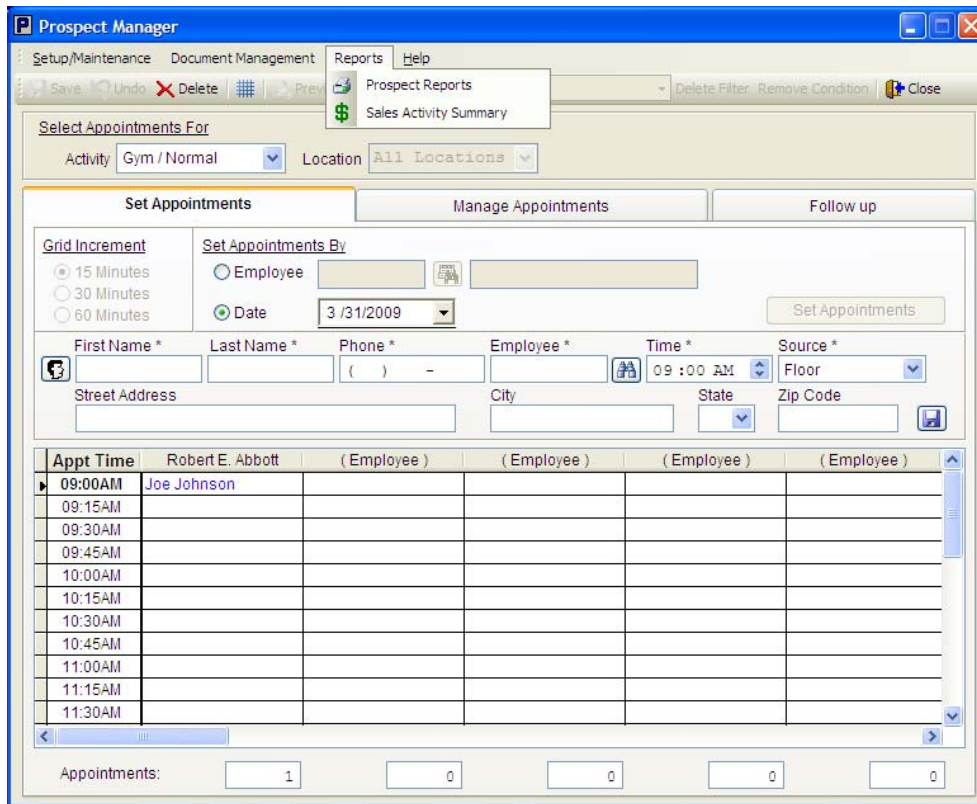 Prospect Manager
Setup/Maintenance Document Management Reports Help
Save Undo Delete Delete Filter Remove Condition Close
Prospect Reports
Sales Activity Summary
Select Appointments For
Activity Gym / Normal Location All Locations
Set Appointments Manage Appointments Follow up
Grid Increment Set Appointments By
15 Minutes Employee
30 Minutes
60 Minutes Date 3 /31/2009 Set Appointments
First Name * Last Name * Phone * Employee * Time * Source *
( ) - 09 :00 AM Floor
Street Address City State Zip Code
Appt Time Robert E. Abbott ( Employee ) ( Employee ) ( Employee ) ( Employee )
09:00AM Joe Johnson
09:15AM
09:30AM
09:45AM
10:00AM
10:15AM
10:30AM
10:45AM
11:00AM
11:15AM
11:30AM
Appointments: 1 0 0 0 0